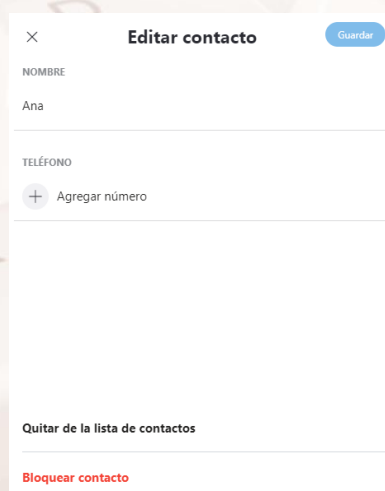 Editar contacto
Guardar
NOMBRE
Ana
TELÉFONO
Agregar número
Quitar de la lista de contactos
Bloquear contacto